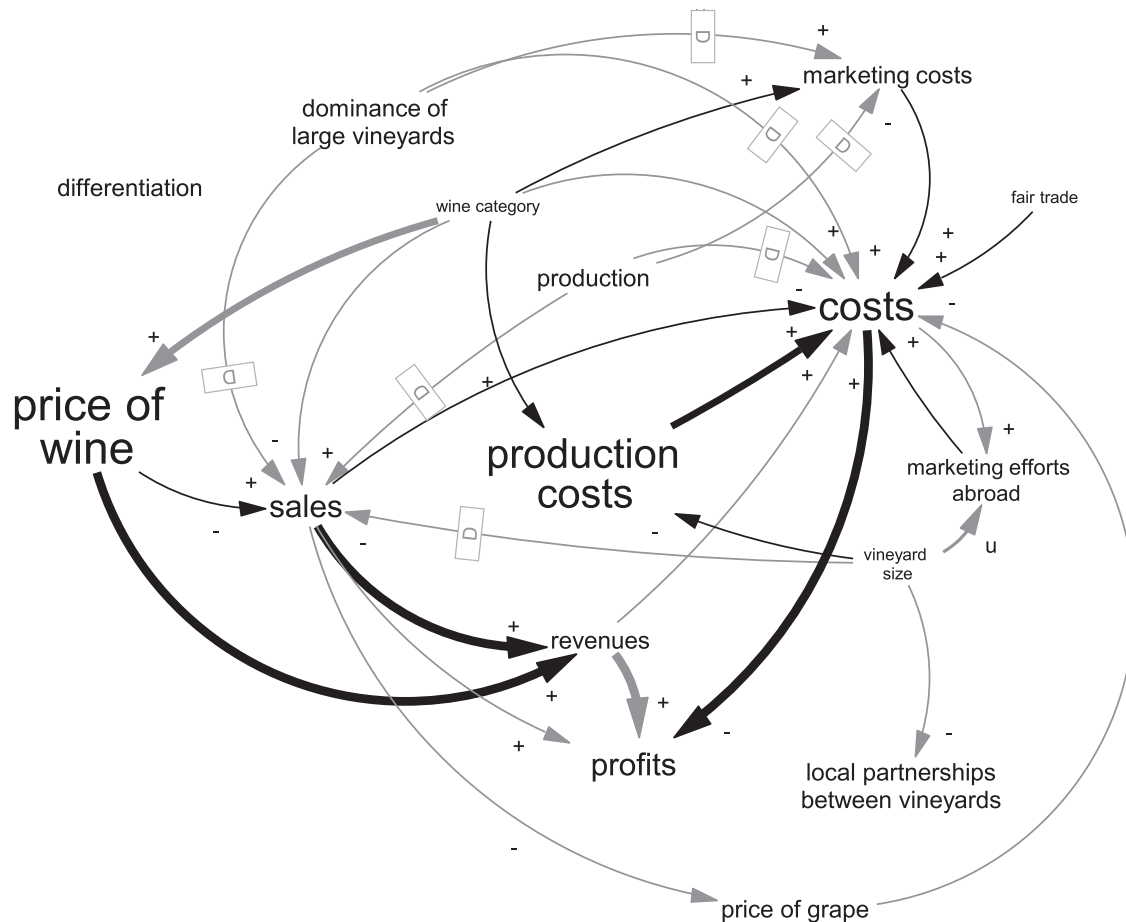 D
+
marketing costs
+
dominance of
large vineyards
D
D
-
differentiation
wine category
fair trade
+
+
+
+
D
production
-
costs
-
+
+
+
D
+
D
+
+
price of
wine
-
+
+
production
costs
+
marketing efforts
abroad
sales
-
-
D
-
u
vineyard
size
+
revenues
+
+
-
-
+
profits
local partnerships
between vineyards
-
price of grape